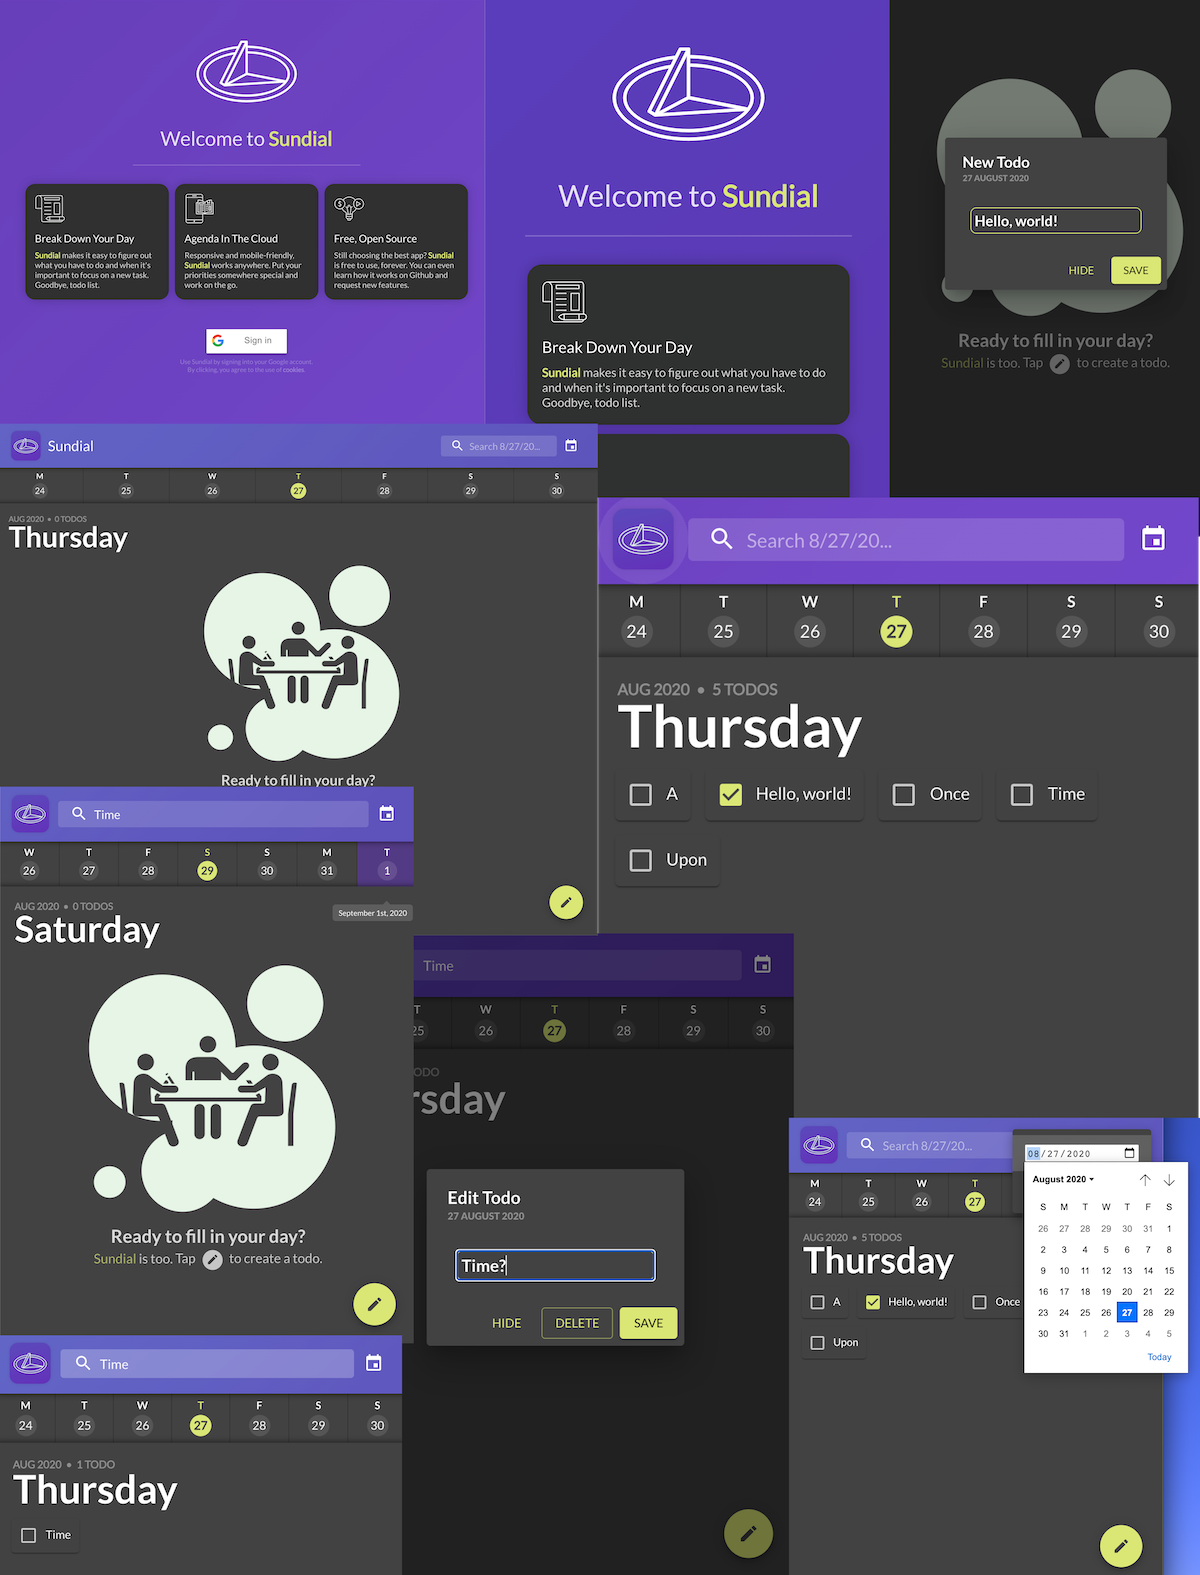 Welcome to Sundial
Break Down Your Day
Sundial makes it easy to figure out
what you have to do and when it's
important to focus on a new task.
Goodbye, todo list.
Agenda In The Cloud
Responsive and mobile-friendly,
Sundial works anywhere. Put your
priorities somewhere special and
work on the go.
Free, Open Source
Still choosing the best app? Sundial
is free to use, forever. You can even
learn how it works on Github and
request new features.
Sign in
Use Sundial by signing into your Google account.
By clicking, you agree to the use of cookies.
Welcome to Sundial
Break Down Your Day
Sundial makes it easy to figure out what you have to do
and when it's important to focus on a new task.
Goodbye, todo list.
New Todo
27 AUGUST 2020
Hello, world!
HIDE SAVE
Ready to fill in your day?
Sundial is too. Tap to create a todo.
Sundial
Search 8/27/20...
M T W T F S S
24 25 26 27 28 29 30
AUG 2020 • 0 TODOS
Thursday
Ready to fill in your day?
Search 8/27/20...
M T W T F S S
24 25 26 27 28 29 30
AUG 2020 • 5 TODOS
Thursday
A Hello, world! Once Time
Upon
Time
W T F S S M T
26 27 28 29 30 31 1
September 1st, 2020
AUG 2020 • 0 TODOS
Saturday
Ready to fill in your day?
Sundial is too. Tap to create a todo.
Time
T W T F S S
25 26 27 28 29 30
ODO
rsday
Edit Todo
27 AUGUST 2020
Time?
HIDE DELETE SAVE
Search 8/27/20...
M T W T
24 25 26 27
AUG 2020 • 5 TODOS
Thursday
A Hello, world! Once
Upon
08/27/2020
August 2020
S M T W T F S
26 27 28 29 30 31 1
2 3 4 5 6 7 8
9 10 11 12 13 14 15
16 17 18 19 20 21 22
23 24 25 26 27 28 29
30 31 1 2 3 4 5
Today
Time
M T W T F S S
24 25 26 27 28 29 30
AUG 2020 • 1 TODO
Thursday
Time